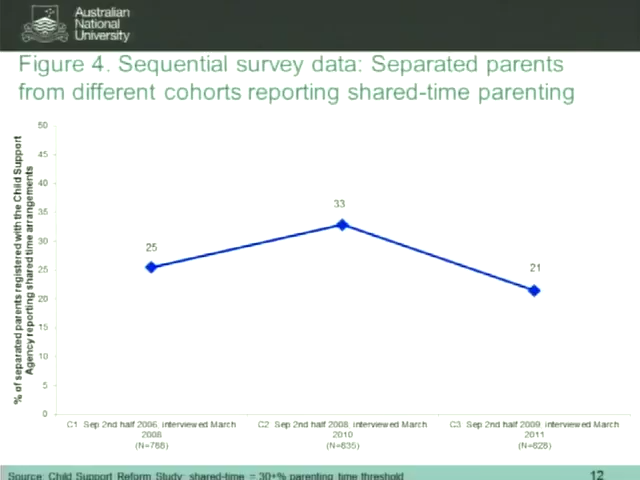 Australian
National
University
Figure 4. Sequential survey data: Separated parents
from different cohorts reporting shared-time parenting
% of separated parents registered with the Child Support
Agency reporting shared time arrangements
50
45
40
35
30
25
20
15
10
5
0
25
33
21
C1 Sep 2nd half 2006 interviewed March
2008
(N=788)
C2 Sep 2nd half 2008 interviewed March
2010
(N=835)
C3 Sep 2nd half 2009 interviewed March
2011
(N=828)
Source: Child Support Reform Study; shared-time = 30+% parenting time threshold
12